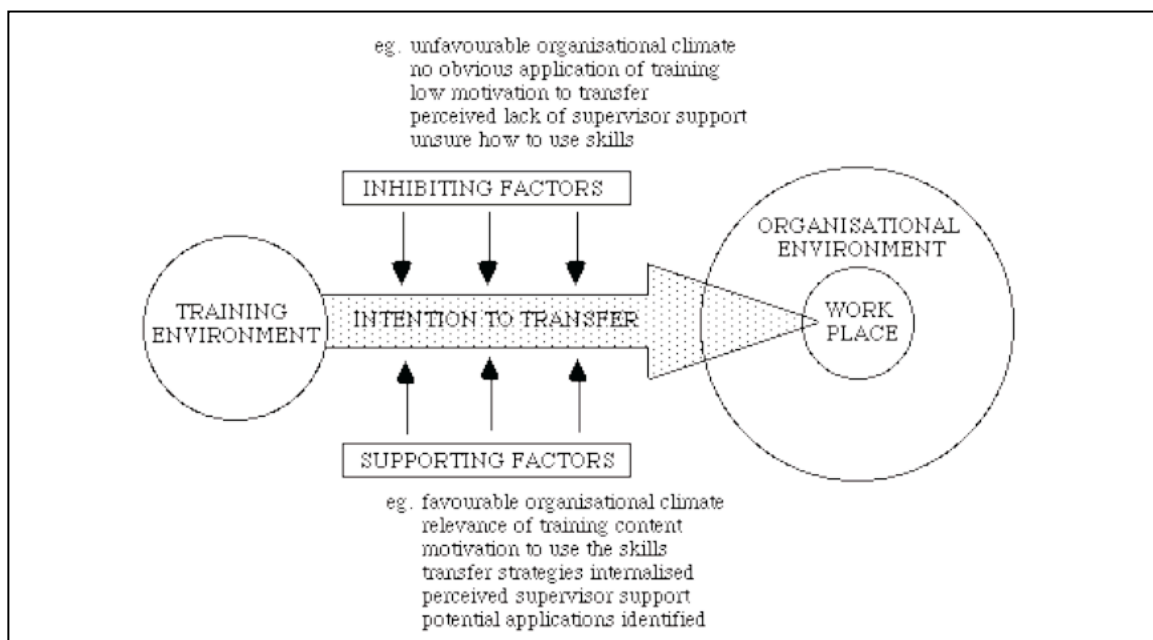 eg. unfavourable organisational climate
no obvious application of training
low motivation to transfer
perceived lack of supervisor support
unsure how to use skills
INHIBITING FACTORS
TRAINING
ENVIRONMENT
INTENTION TO TRANSFER
ORGANISATIONAL
ENVIRONMENT
WORK
PLACE
SUPPORTING FACTORS
eg. favourable organisational climate
relevance of training content
motivation to use the skills
transfer strategies internalised
perceived supervisor support
potential applications identified